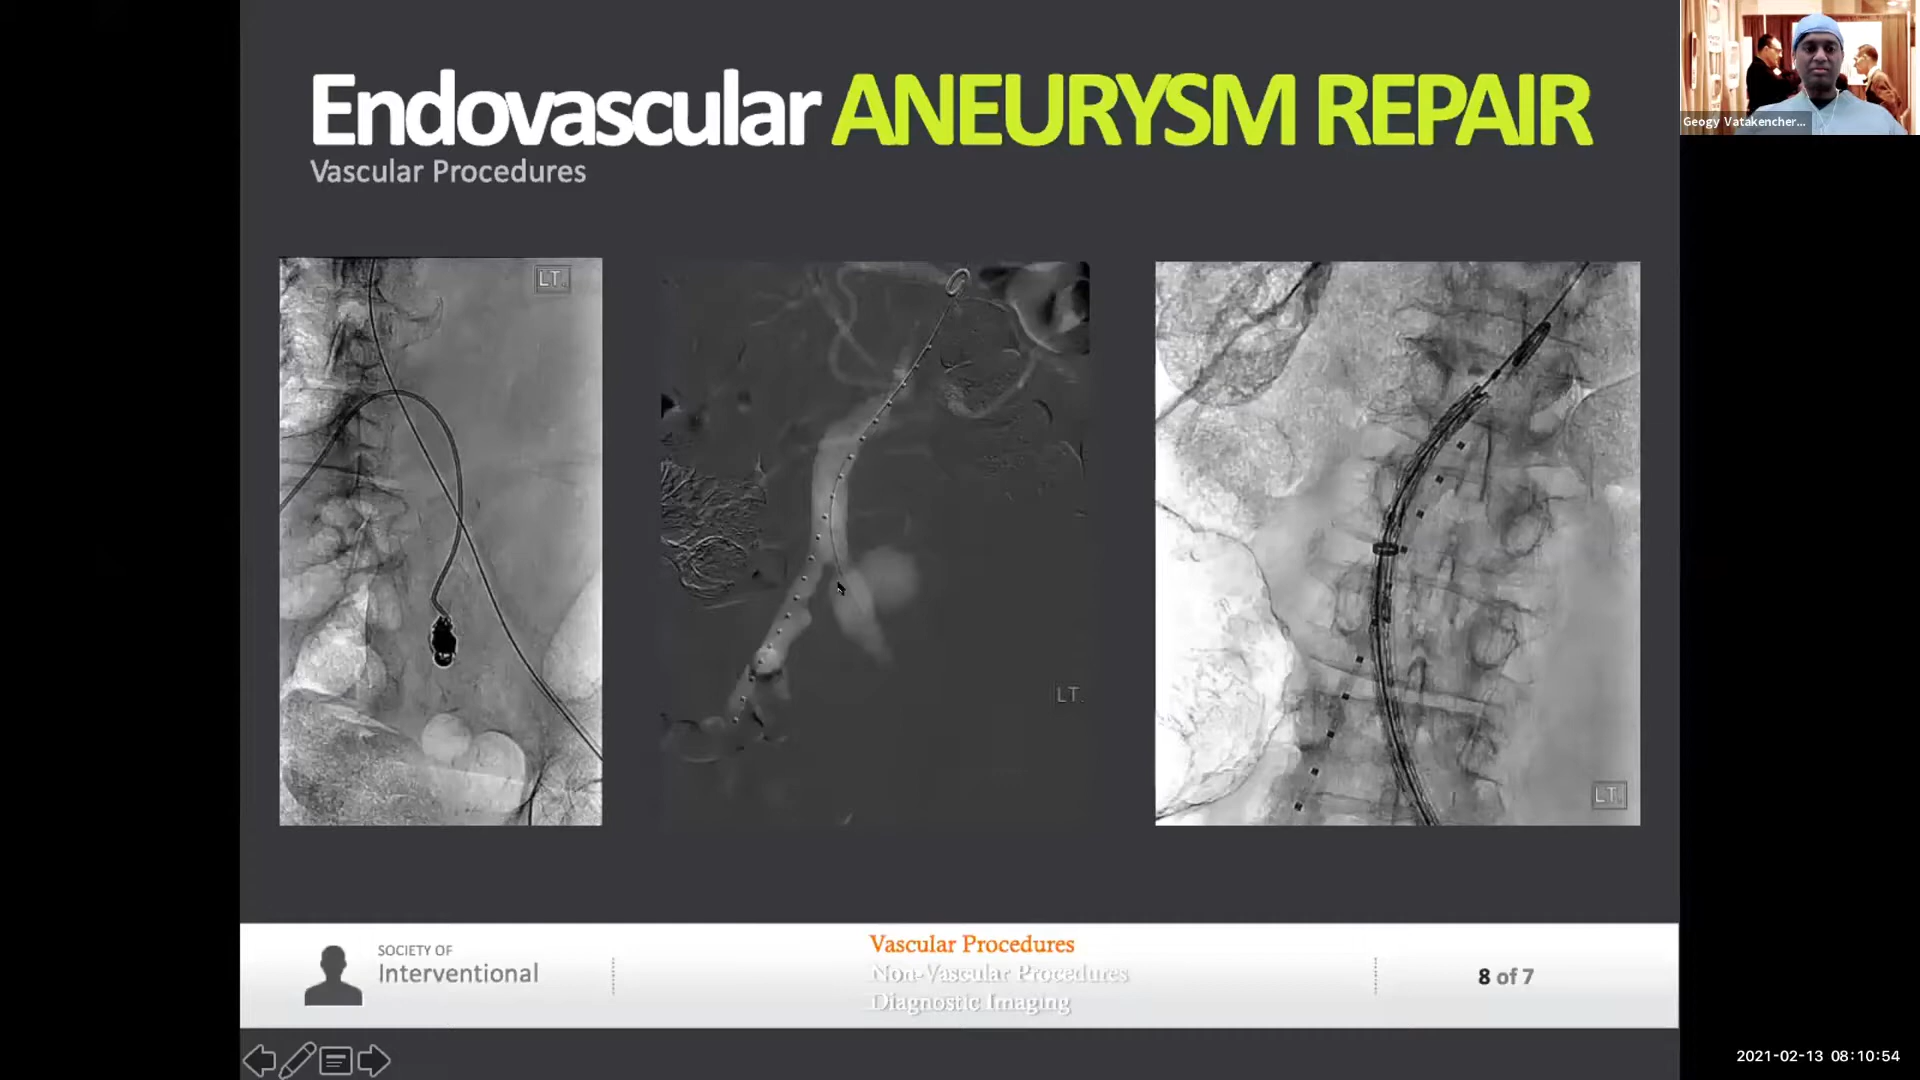 Endovascular ANEURYSM REPAIR
Vascular Procedures
Geogy Vatakencher...
LT.
LT.
LT.
SOCIETY OF
Interventional
Vascular Procedures
Non-Vascular Procedures
Diagnostic Imaging
8 of 7
2021-02-13 08:10:54